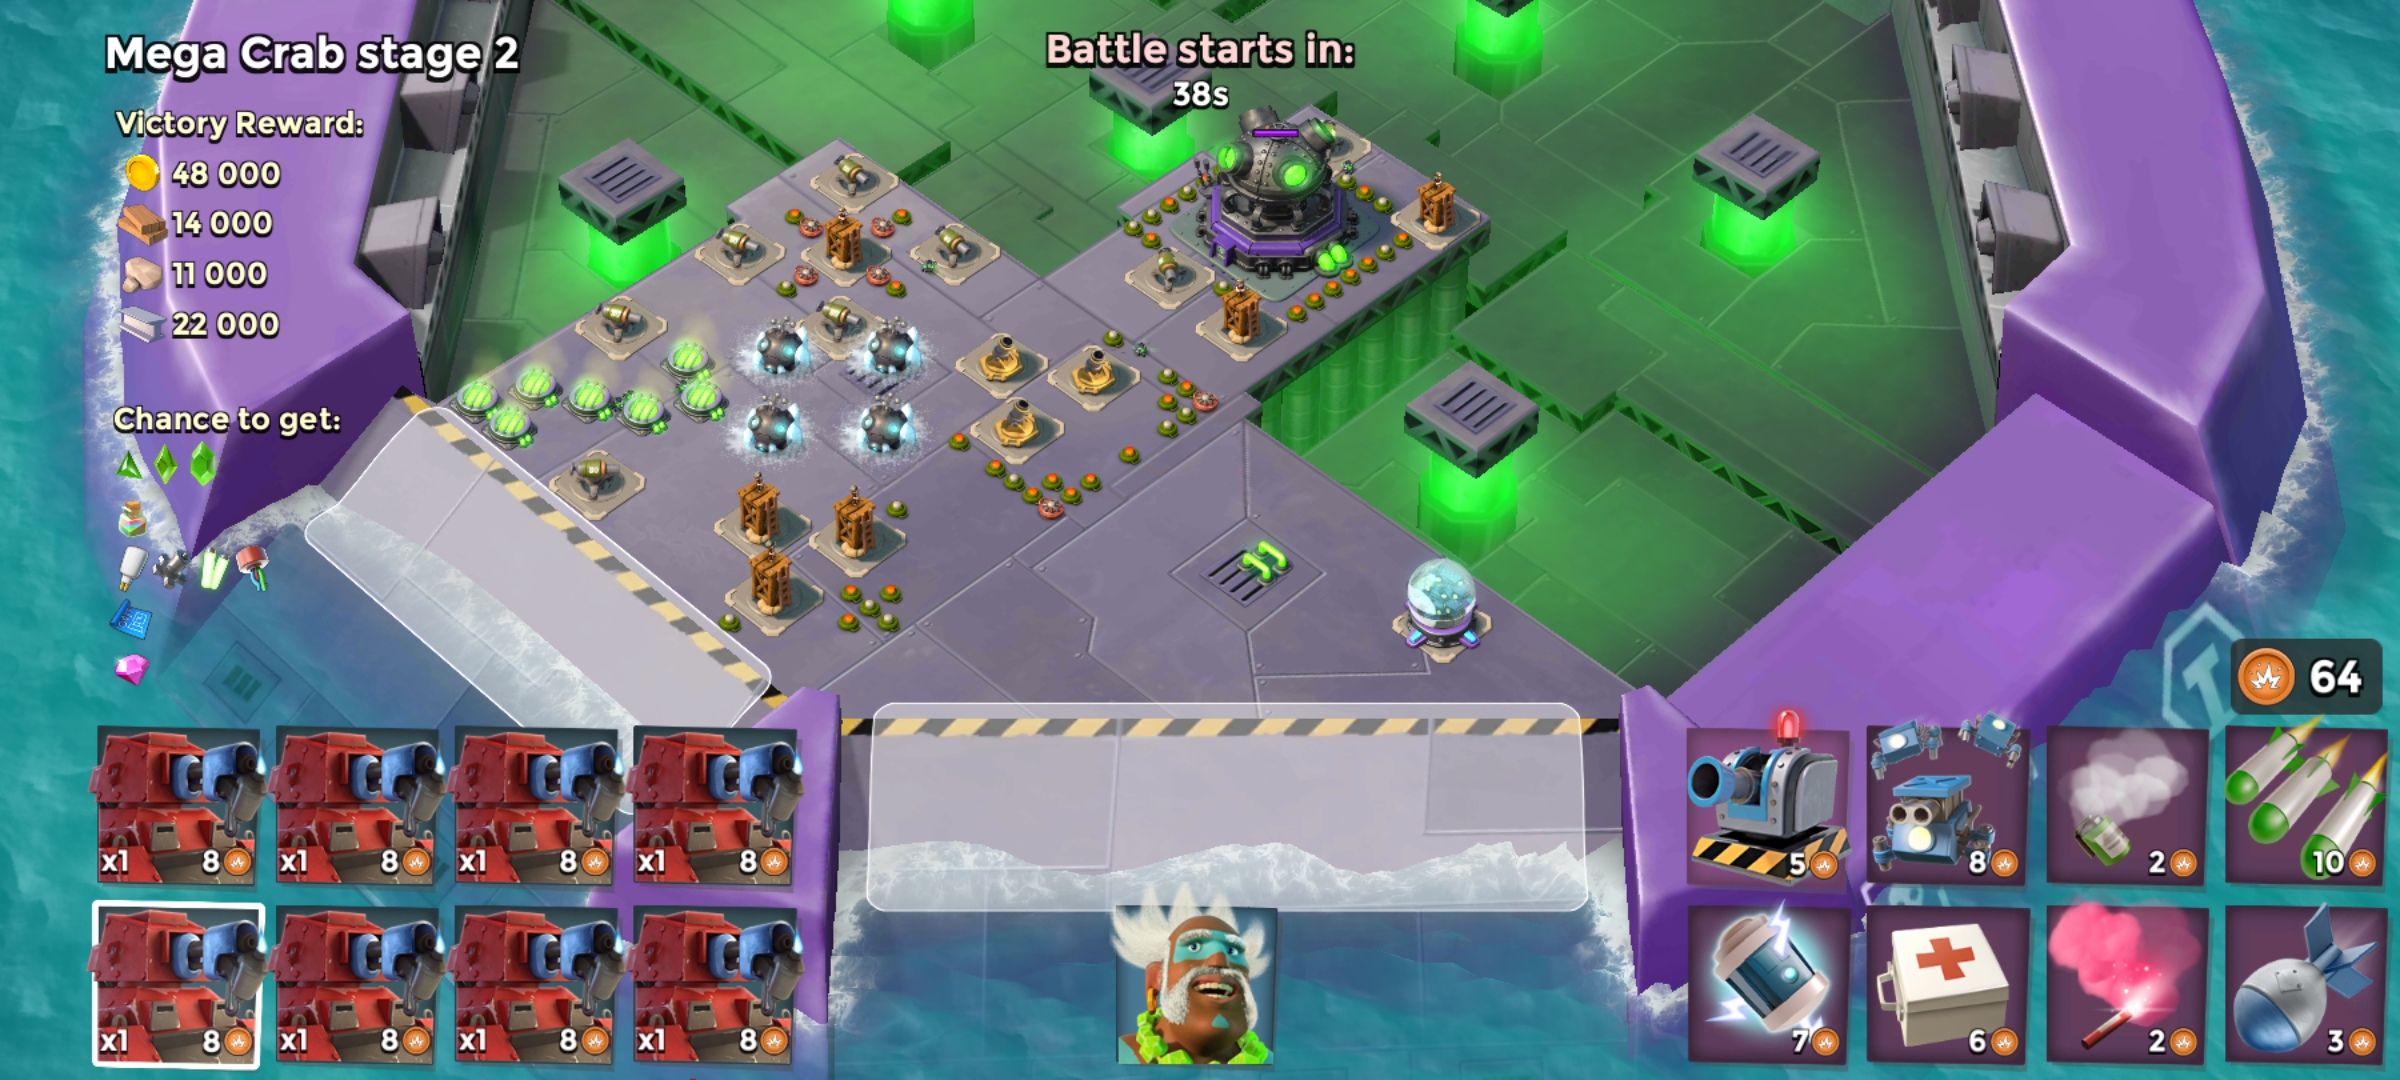 Mega Crab stage 2
Battle starts in:
38s
Victory Reward:
48 000
14 000
11 000
22 000
Chance to get:
64
x1 8
x1 8
x1 8
x1 8
5
8
2
10
x1 8
x1 8
x1 8
x1 8
7
6
2
3